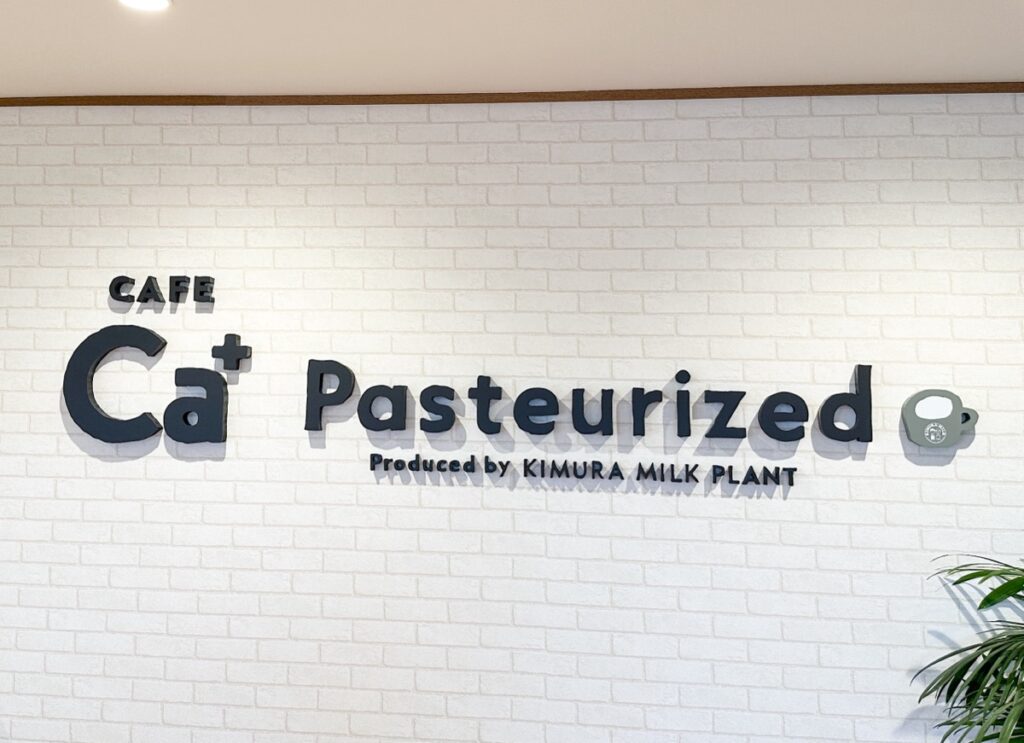 CAFE
Ca+ Pasteurized
Produced by KIMURA MILK PLANT